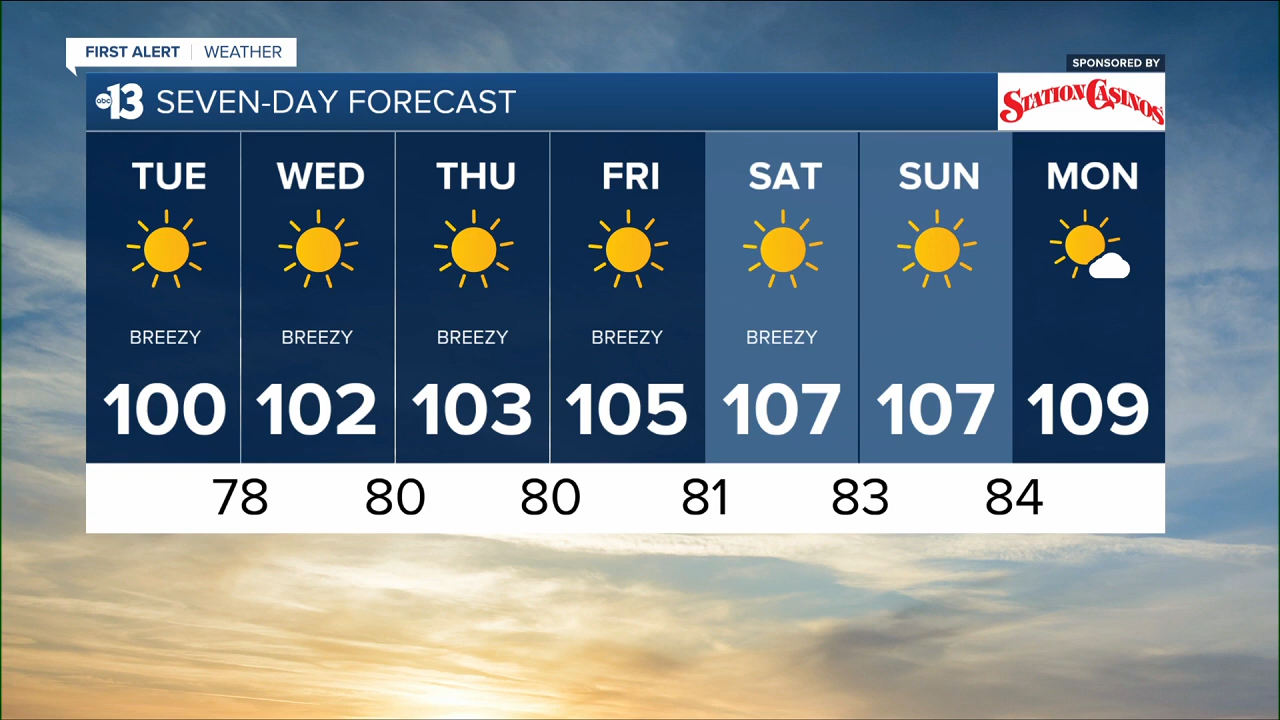 FIRST ALERT WEATHER
SPONSORED BY
abc 13 SEVEN-DAY FORECAST
STATION CASINOS
TUE WED THU FRI SAT SUN MON
BREEZY BREEZY BREEZY BREEZY BREEZY
100 102 103 105 107 107 109
78 80 80 81 83 84